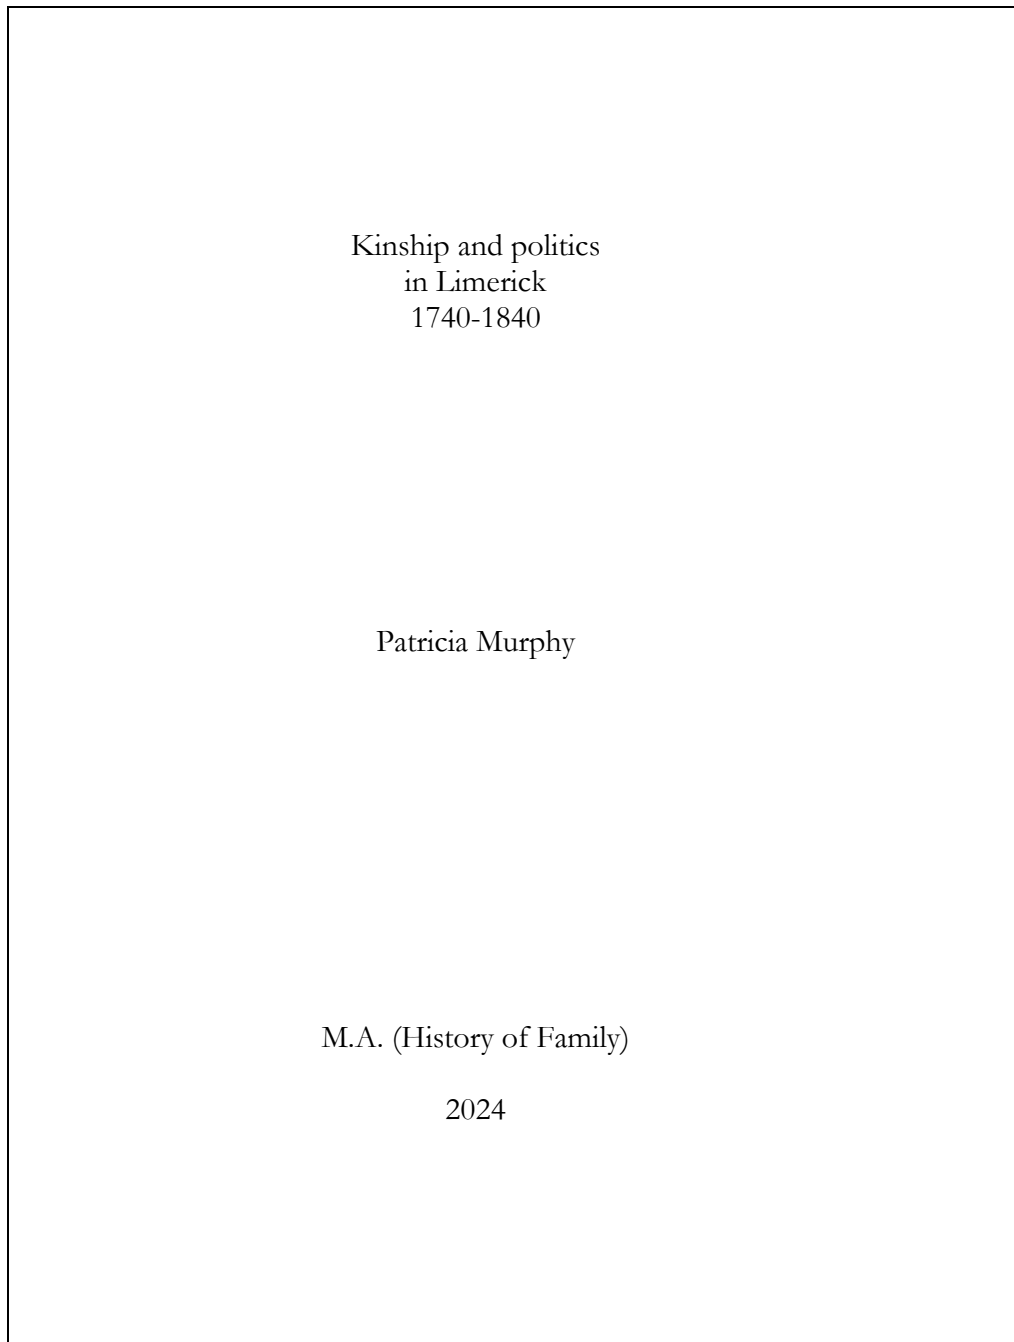 Kinship and politics
in Limerick
1740-1840
Patricia Murphy
M.A. (History of Family)
2024